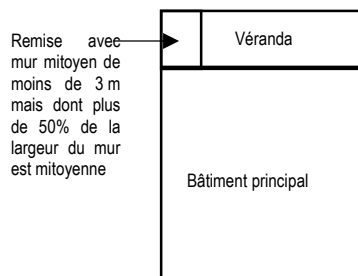 Remise avec
mur mitoyen de
moins de 3 m
mais dont plus
de 50% de la
largeur du mur
est mitoyenne
Véranda
Bâtiment principal